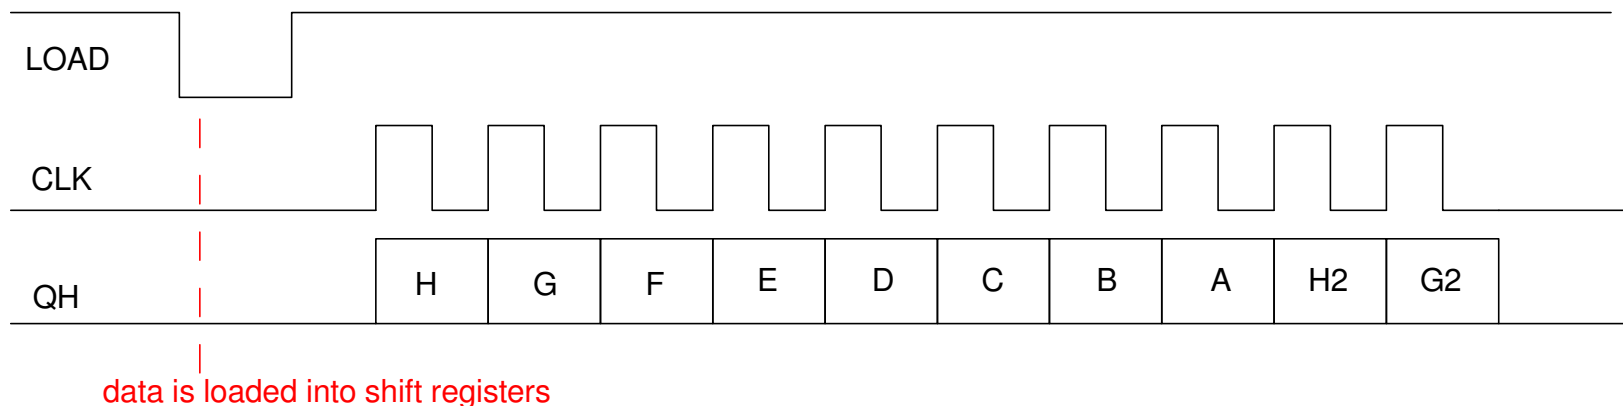 LOAD
CLK
QH
H G F E D C B A H2 G2
data is loaded into shift registers